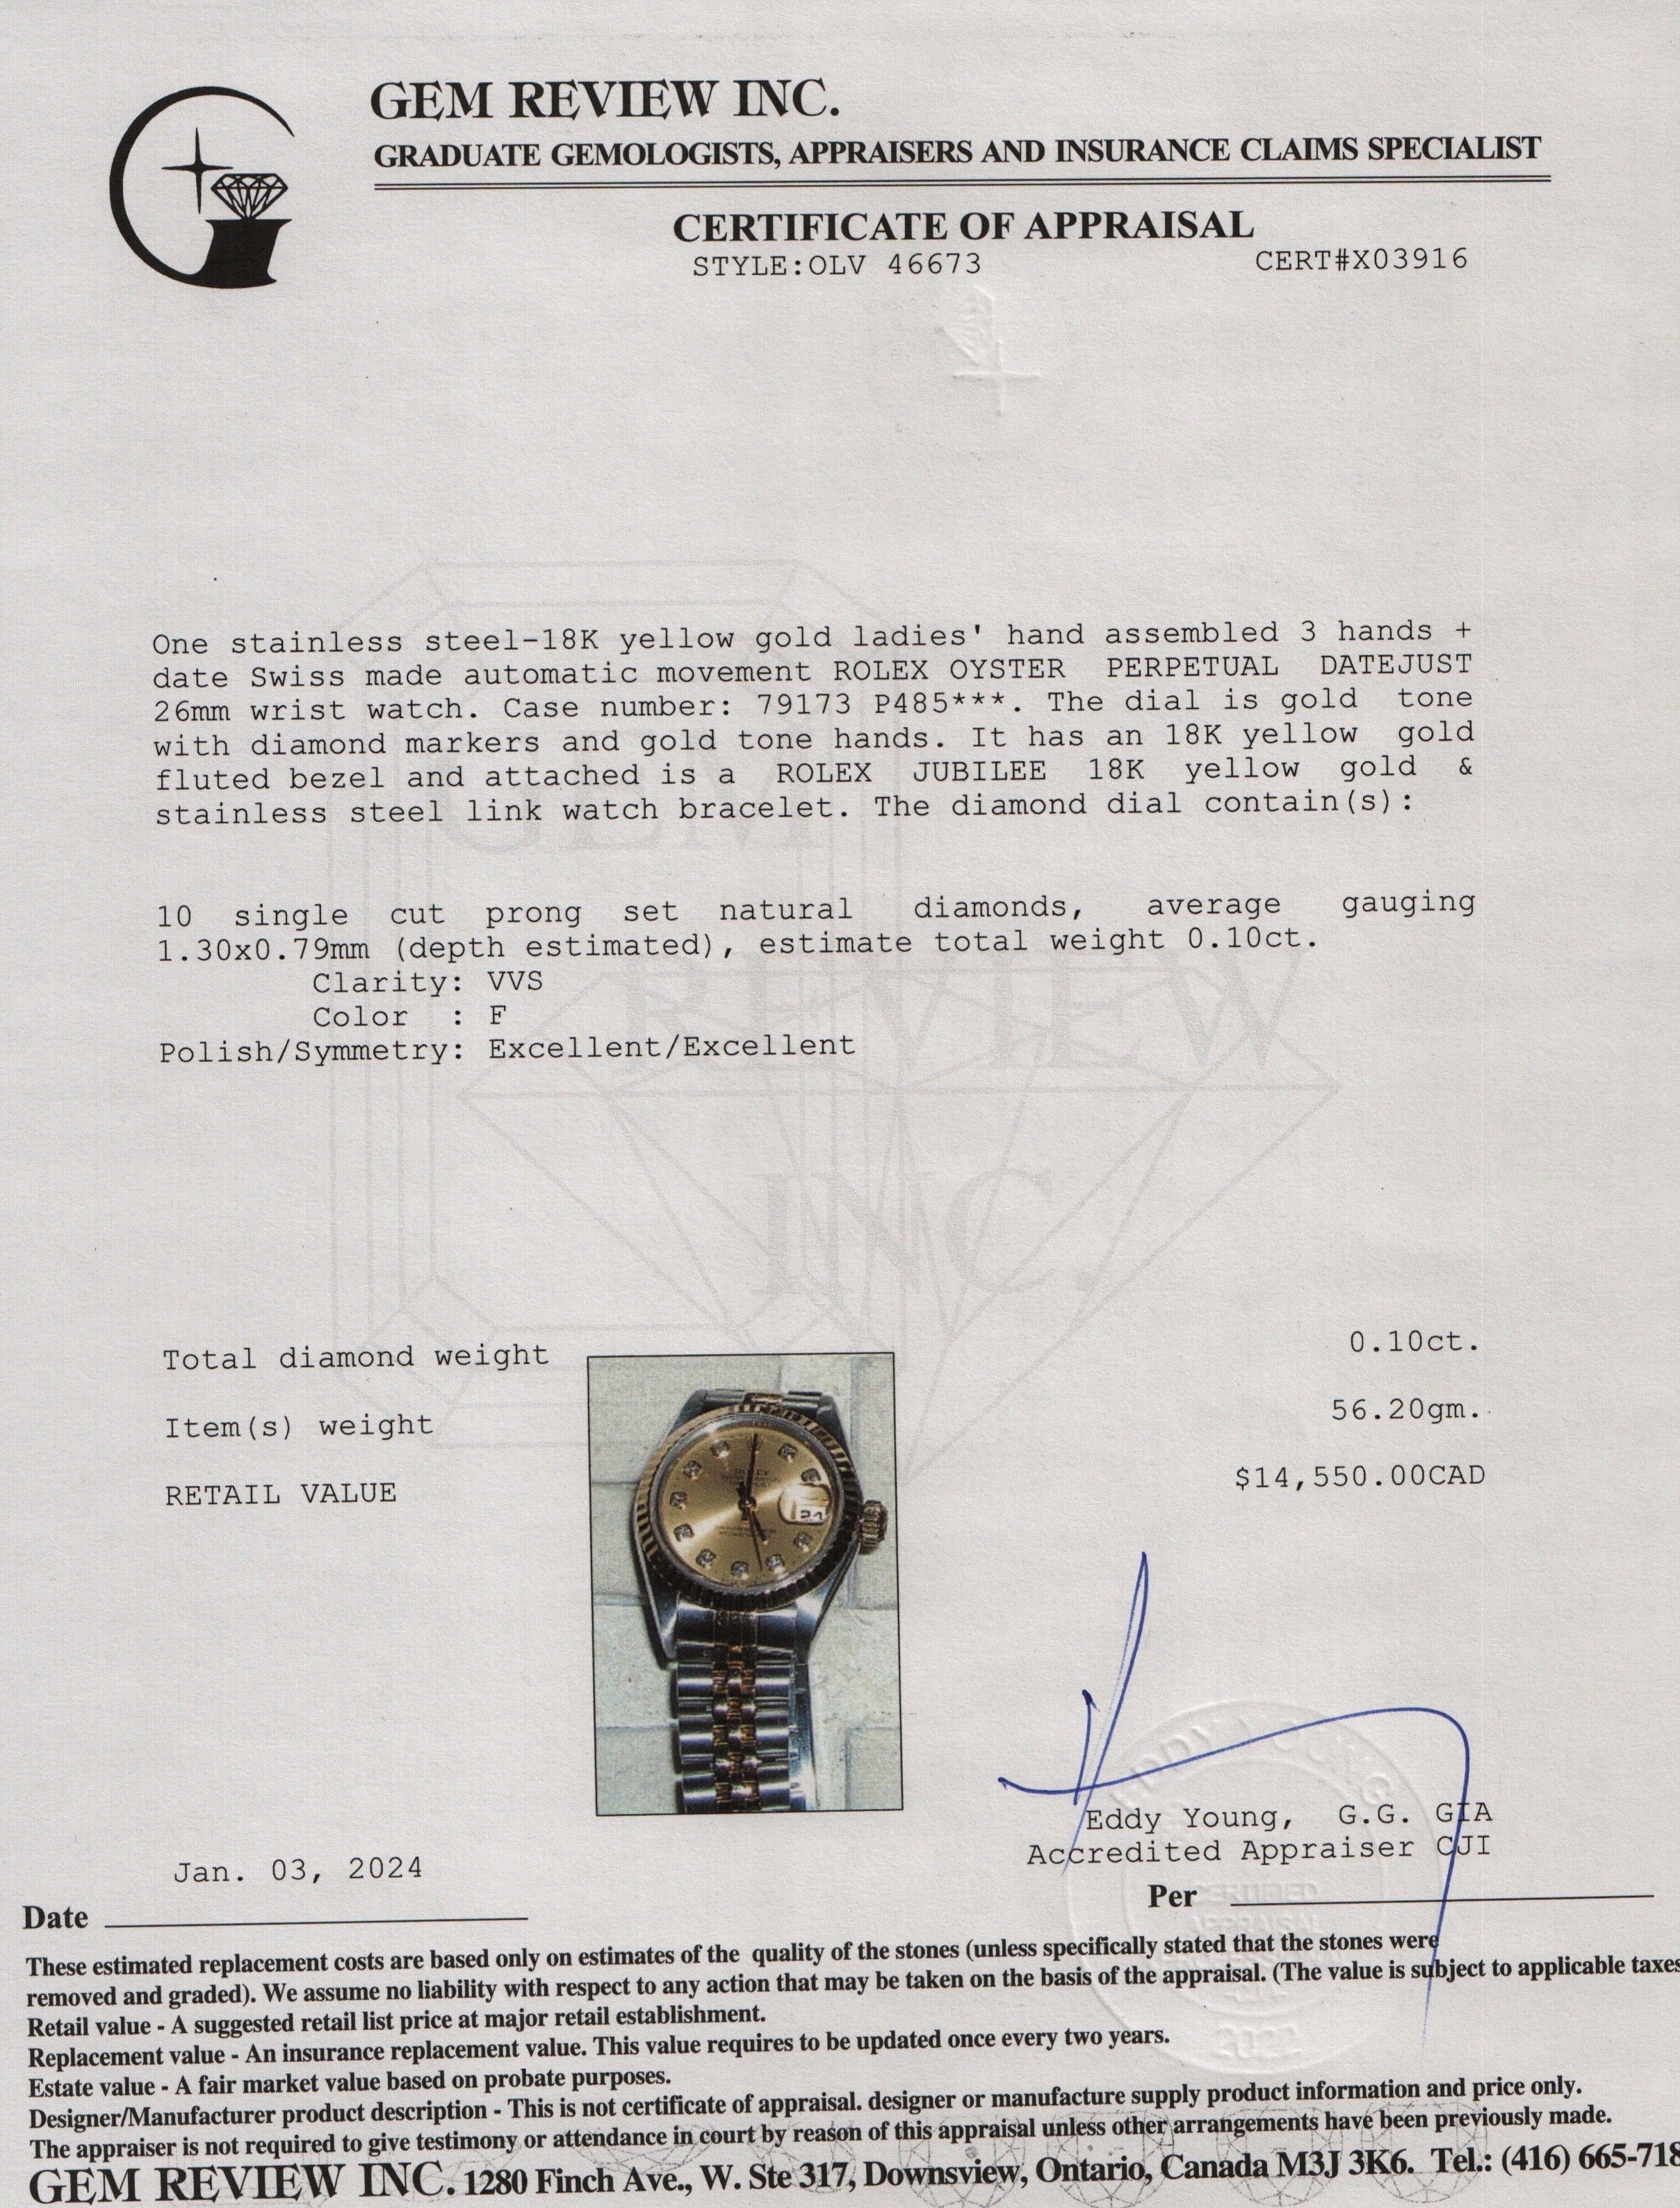 GEM REVIEW INC.
GRADUATE GEMOLOGISTS, APPRAISERS AND INSURANCE CLAIMS SPECIALIST
CERTIFICATE OF APPRAISAL
STYLE:OLV 46673
CERT#X03916
One stainless steel-18K yellow gold ladies' hand assembled 3 hands +
date Swiss made automatic movement ROLEX OYSTER PERPETUAL DATEJUST
26mm wrist watch. Case number: 79173 P485***. The dial is gold tone
with diamond markers and gold tone hands. It has an 18K yellow gold
fluted bezel and attached is a ROLEX JUBILEE 18K yellow gold &
stainless steel link watch bracelet. The diamond dial contain(s):
10 single cut prong set natural diamonds, average gauging
1.30x0.79mm (depth estimated), estimate total weight 0.10ct.
Clarity: VVS
Color : F
Polish/Symmetry: Excellent/Excellent
GEM
REVIEW
INC.
Total diamond weight 0.10ct.
Item(s) weight 56.20gm.
RETAIL VALUE $14,550.00CAD
ROLEX
EDDY YOUNG
Eddy Young, G.G. GIA
Accredited Appraiser CJI
Jan. 03, 2024
Date
Per
CERTIFIED
APPRAISAL
2022
These estimated replacement costs are based only on estimates of the quality of the stones (unless specifically stated that the stones were
removed and graded). We assume no liability with respect to any action that may be taken on the basis of the appraisal. (The value is subject to applicable taxes
Retail value - A suggested retail list price at major retail establishment.
Replacement value - An insurance replacement value. This value requires to be updated once every two years.
Estate value - A fair market value based on probate purposes.
Designer/Manufacturer product description - This is not certificate of appraisal. designer or manufacture supply product information and price only.
The appraiser is not required to give testimony or attendance in court by reason of this appraisal unless other arrangements have been previously made.
GEM REVIEW INC. 1280 Finch Ave., W. Ste 317, Downsview, Ontario, Canada M3J 3K6. Tel.: (416) 665-718